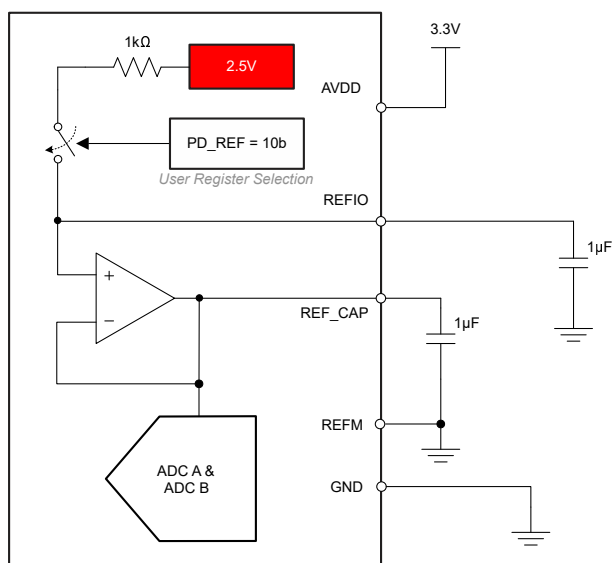 1kΩ
2.5V
3.3V
AVDD
PD_REF = 10b
User Register Selection
REFIO
1µF
+
REF_CAP
1µF
−
REFM
ADC A &
ADC B
GND